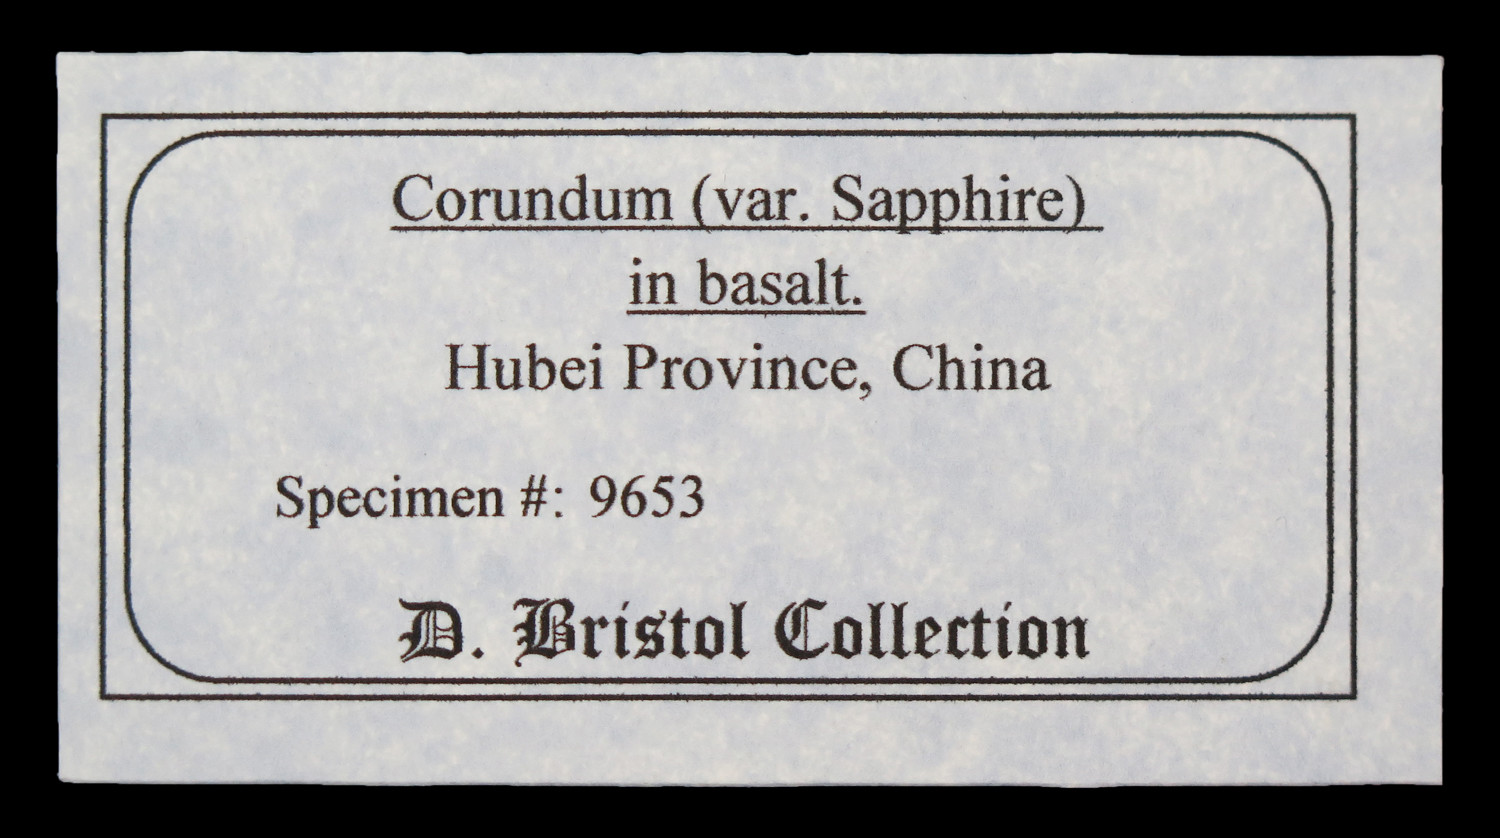 Corundum (var. Sapphire)
in basalt.
Hubei Province, China
Specimen #: 9653
D. Bristol Collection